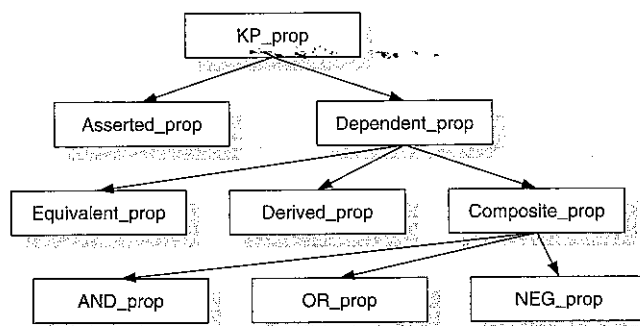 KP_prop
Asserted_prop
Dependent_prop
Equivalent_prop
Derived_prop
Composite_prop
AND_prop
OR_prop
NEG_prop